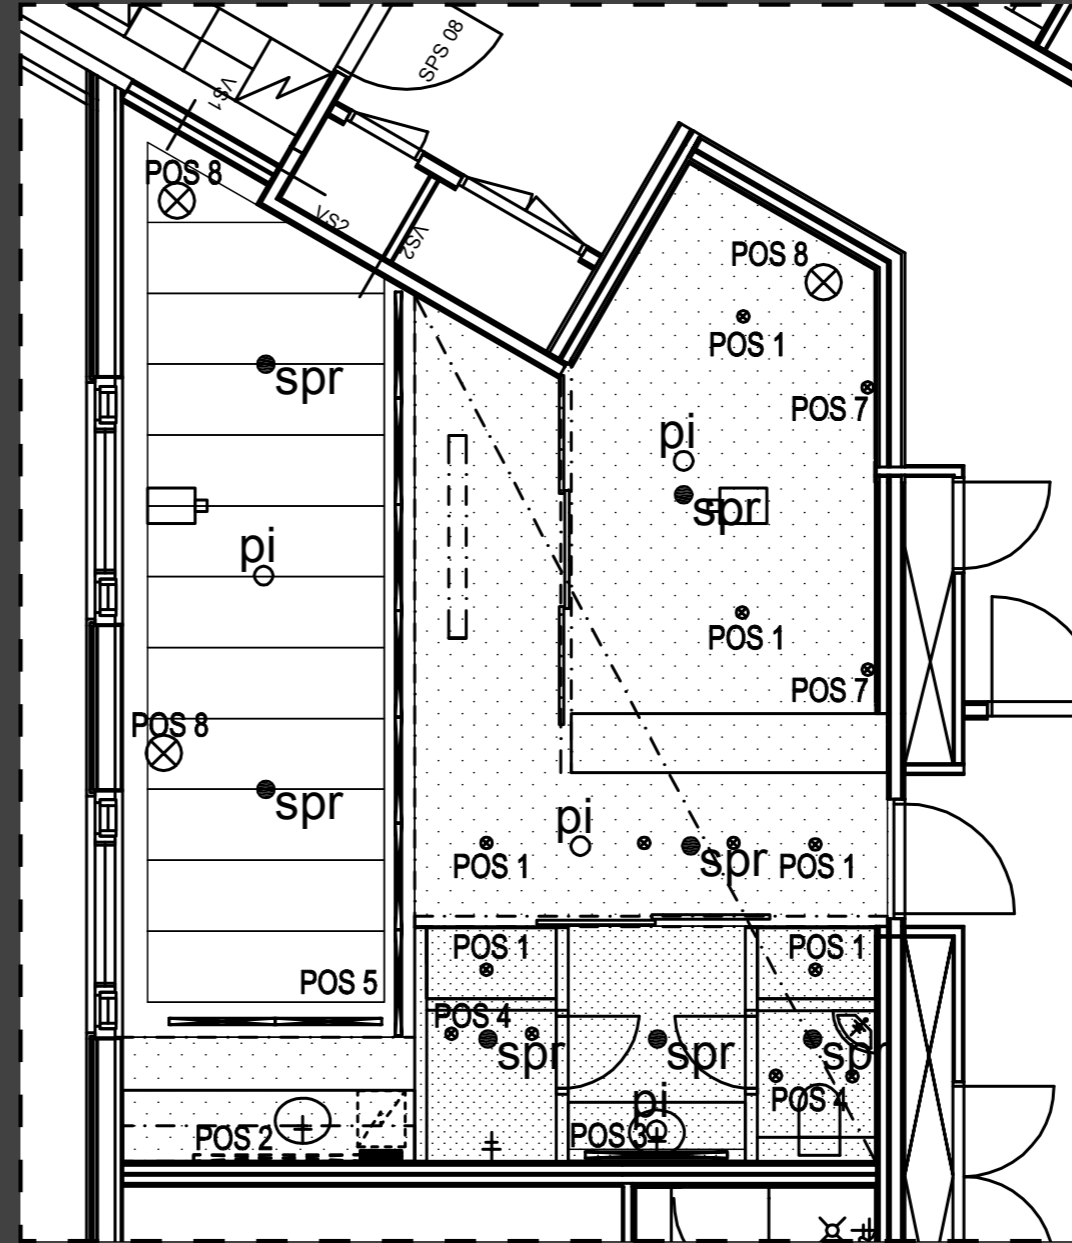 SPS 08
VS1
POS 8
VS2
VS2
POS 8
POS 1
spr
POS 7
pi
spr
pi
POS 1
POS 7
POS 8
spr
pi
POS 1
spr
POS 1
POS 1
POS 1
POS 5
POS 4
spr
spr
sp
pi
POS 4
POS 2
POS 3